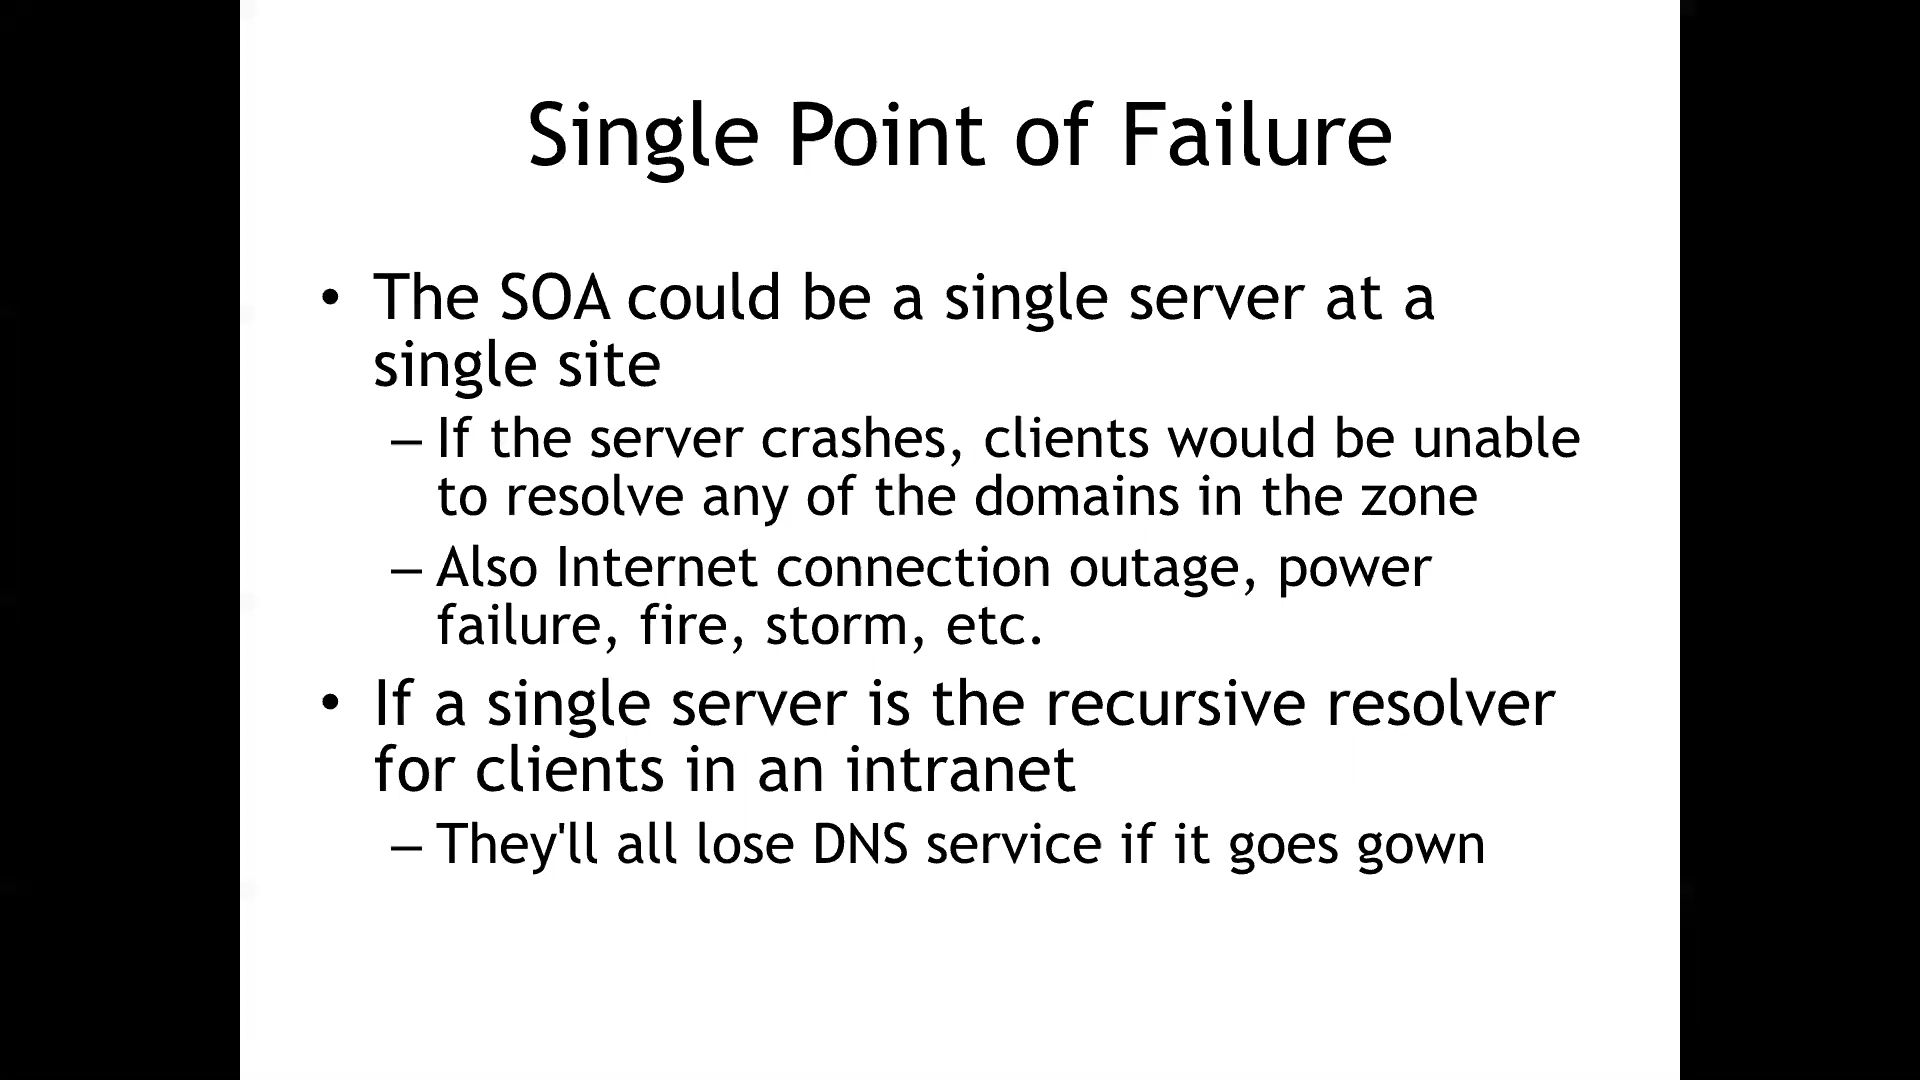 Single Point of Failure
• The SOA could be a single server at a
single site
– If the server crashes, clients would be unable
to resolve any of the domains in the zone
– Also Internet connection outage, power
failure, fire, storm, etc.
• If a single server is the recursive resolver
for clients in an intranet
– They'll all lose DNS service if it goes gown